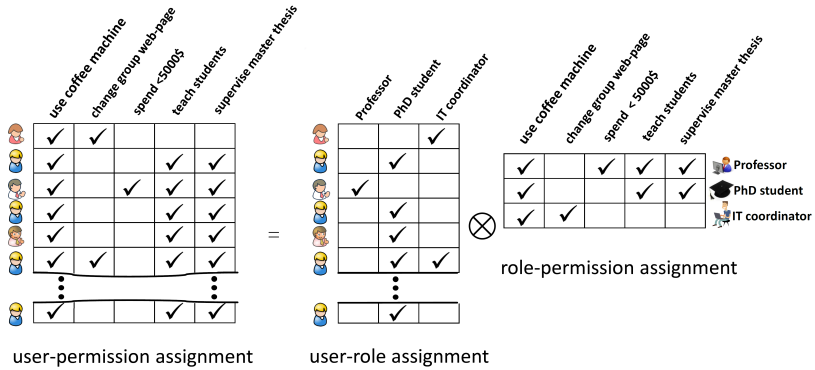 use coffee machine
change group web-page
spend <5000$
teach students
supervise master thesis
Professor
PhD student
IT coordinator
use coffee machine
change group web-page
spend < 5000$
teach students
supervise master thesis
Professor
PhD student
IT coordinator
=
role-permission assignment
user-permission assignment
user-role assignment